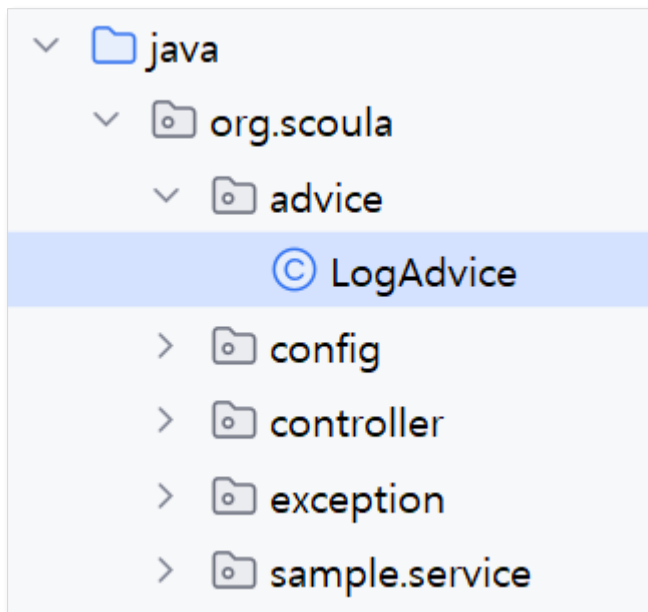 java
org.scoula
advice
LogAdvice
config
controller
exception
sample.service